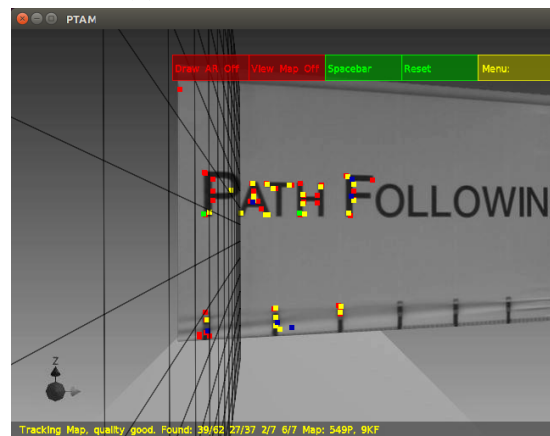 PTAM
Draw AR Off View Map Off Spacebar Reset Menu:
PATH FOLLOWIN
Z
Tracking Map, quality good. Found: 39/62 27/37 2/7 6/7 Map: 549P, 9KF